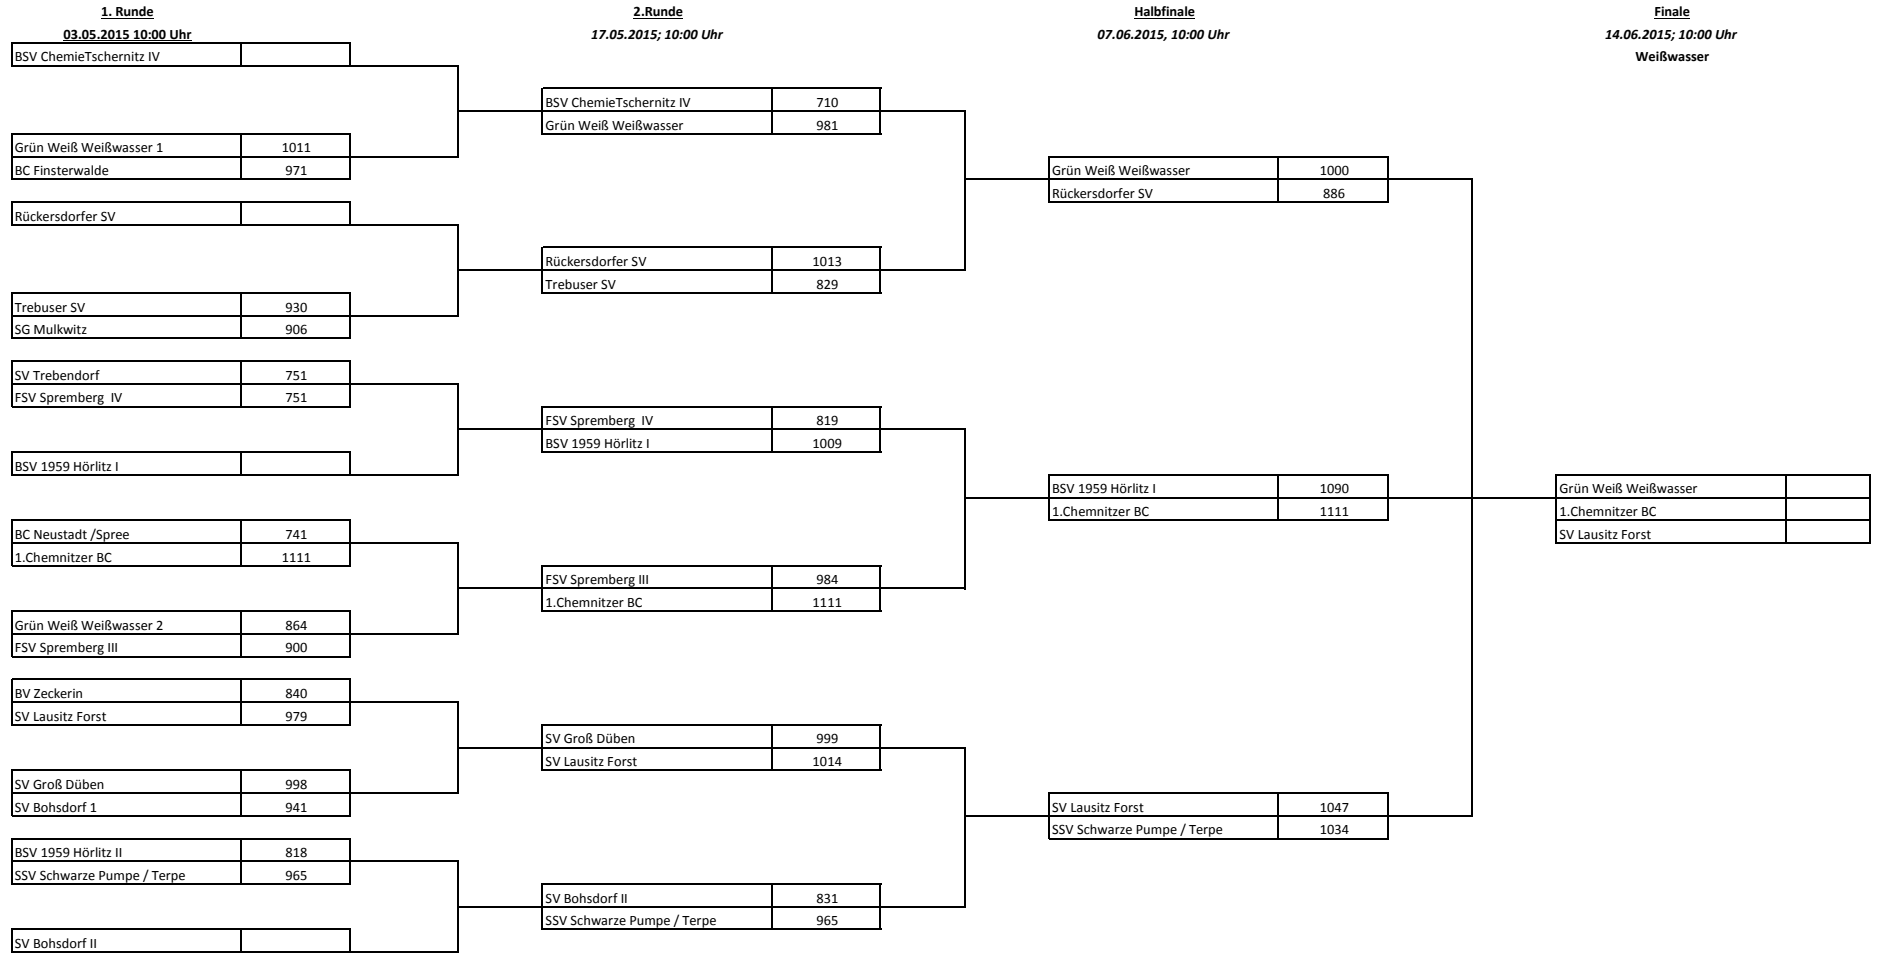 1. Runde
03.05.2015 10:00 Uhr
BSV ChemieTschernitz IV
Grün Weiß Weißwasser 1 1011
BC Finsterwalde 971
Rückersdorfer SV
Trebuser SV 930
SG Mulkwitz 906
SV Trebendorf 751
FSV Spremberg IV 751
BSV 1959 Hörlitz I
BC Neustadt /Spree 741
1.Chemnitzer BC 1111
Grün Weiß Weißwasser 2 864
FSV Spremberg III 900
BV Zeckerin 840
SV Lausitz Forst 979
SV Groß Düben 998
SV Bohsdorf 1 941
BSV 1959 Hörlitz II 818
SSV Schwarze Pumpe / Terpe 965
SV Bohsdorf II
2.Runde
17.05.2015; 10:00 Uhr
BSV ChemieTschernitz IV 710
Grün Weiß Weißwasser 981
Rückersdorfer SV 1013
Trebuser SV 829
FSV Spremberg IV 819
BSV 1959 Hörlitz I 1009
FSV Spremberg III 984
1.Chemnitzer BC 1111
SV Groß Düben 999
SV Lausitz Forst 1014
SV Bohsdorf II 831
SSV Schwarze Pumpe / Terpe 965
Halbfinale
07.06.2015, 10:00 Uhr
Grün Weiß Weißwasser 1000
Rückersdorfer SV 886
BSV 1959 Hörlitz I 1090
1.Chemnitzer BC 1111
SV Lausitz Forst 1047
SSV Schwarze Pumpe / Terpe 1034
Finale
14.06.2015; 10:00 Uhr
Weißwasser
Grün Weiß Weißwasser
1.Chemnitzer BC
SV Lausitz Forst